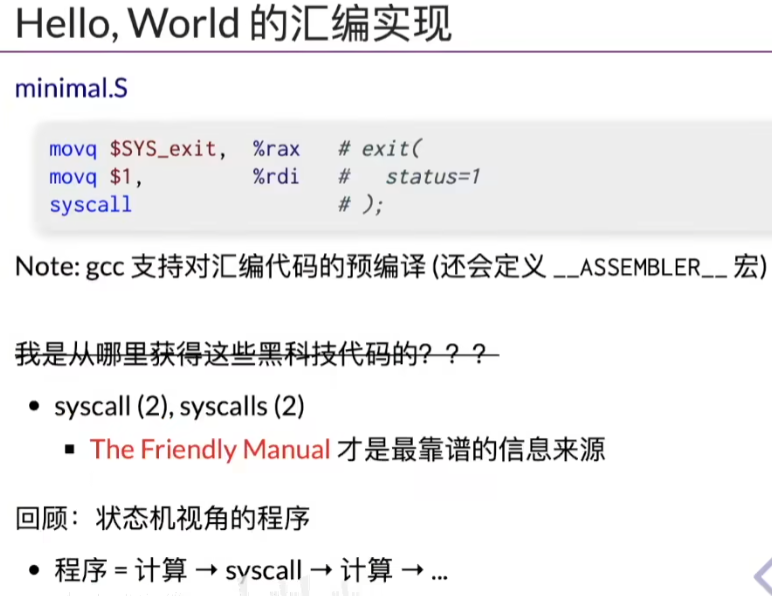 Hello, World 的汇编实现
minimal.S
movq $SYS_exit, %rax # exit(
movq $1, %rdi # status=1
syscall # );
Note: gcc 支持对汇编代码的预编译 (还会定义 __ASSEMBLER__ 宏)
我是从哪里获得这些黑科技代码的？？？
• syscall (2), syscalls (2)
▪ The Friendly Manual 才是最靠谱的信息来源
回顾：状态机视角的程序
• 程序 = 计算 → syscall → 计算 → ...